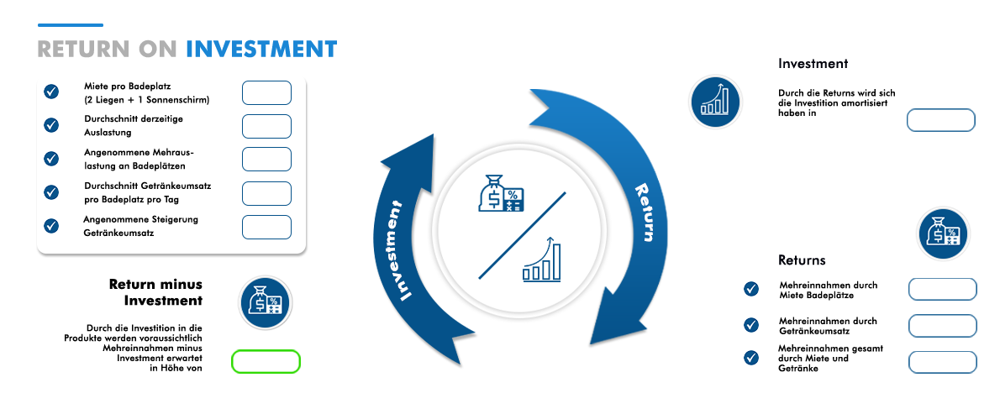 RETURN ON INVESTMENT
Miete pro Badeplatz
(2 Liegen + 1 Sonnenschirm)
Durchschnitt derzeitige
Auslastung
Angenommene Mehraus-
lastung an Badeplätzen
Durchschnitt Getränkeumsatz
pro Badeplatz pro Tag
Angenommene Steigerung
Getränkeumsatz
Return minus
Investment
Durch die Investition in die
Produkte werden voraussichtlich
Mehreinnahmen minus
Investment erwartet
in Höhe von
Investment
Return
Investment
Durch die Returns wird sich
die Investition amortisiert
haben in
Returns
Mehreinnahmen durch
Miete Badeplätze
Mehreinnahmen durch
Getränkeumsatz
Mehreinnahmen gesamt
durch Miete und
Getränke